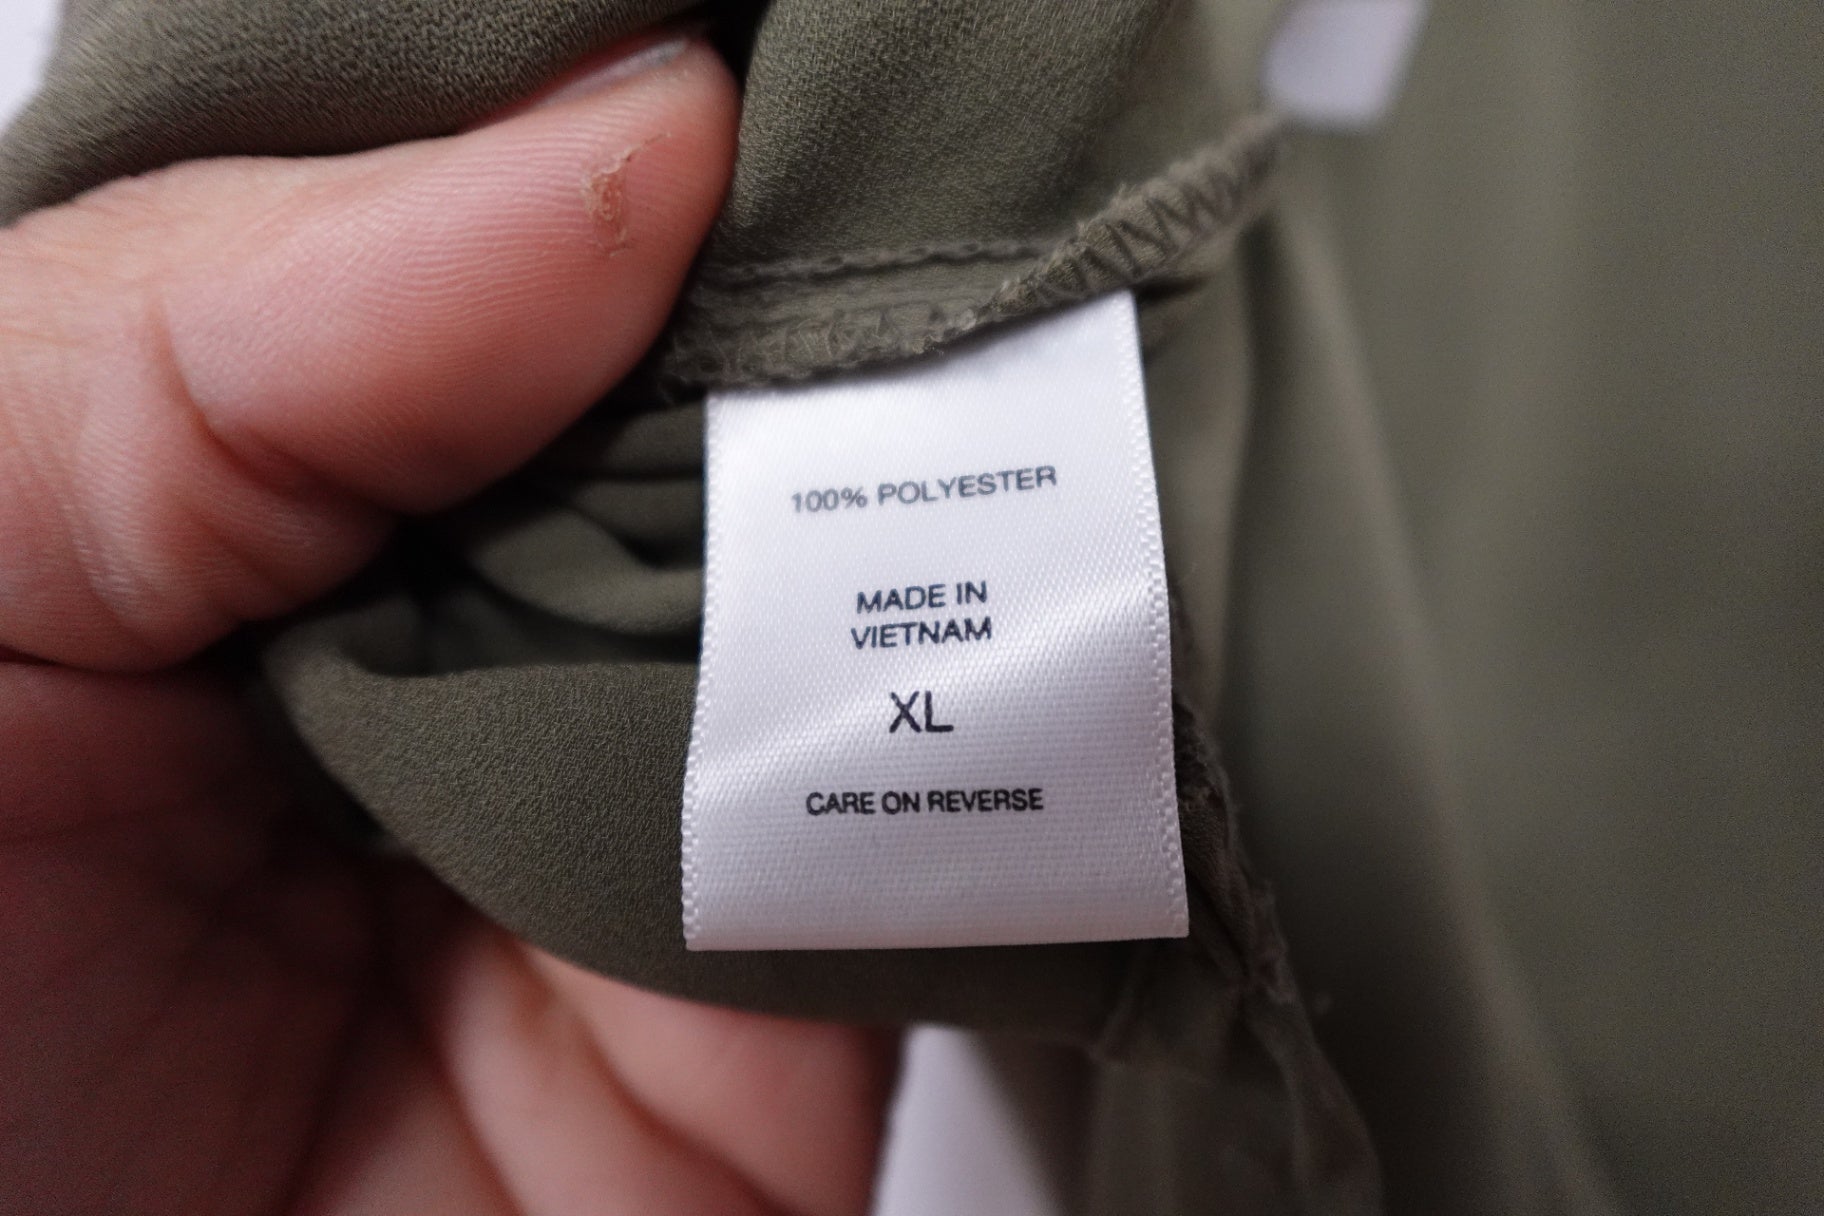 100% POLYESTER
MADE IN
VIETNAM
XL
CARE ON REVERSE